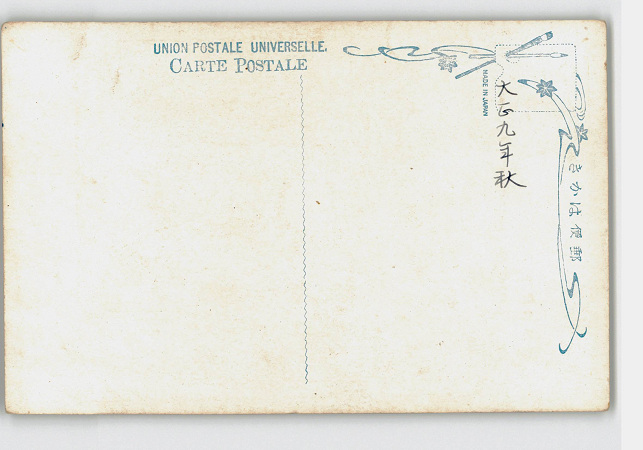 UNION POSTALE UNIVERSELLE.
CARTE POSTALE
MADE IN JAPAN
大正九年秋
きかは便郵